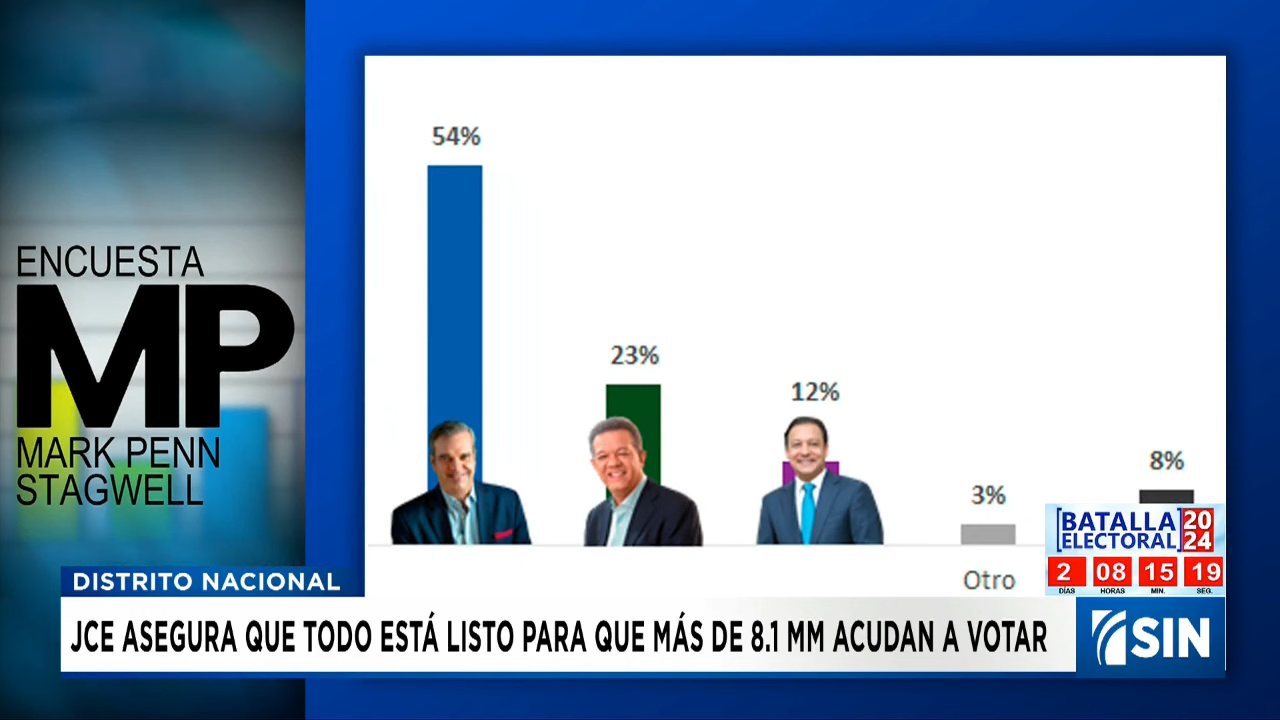 54%
23%
12%
3%
8%
Otro
ENCUESTA
MP
MARK PENN
STAGWELL
[BATALLA
ELECTORAL]
20
24
2 08 15 19
DÍAS HORAS MIN. SEG.
DISTRITO NACIONAL
JCE ASEGURA QUE TODO ESTÁ LISTO PARA QUE MÁS DE 8.1 MM ACUDAN A VOTAR
SIN